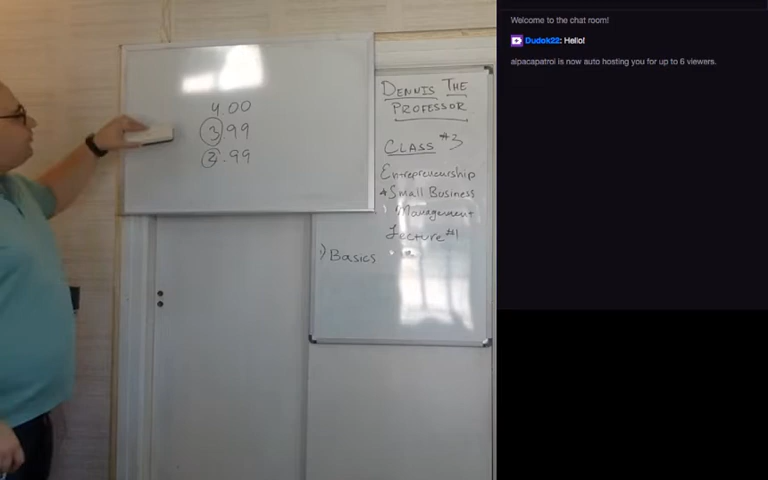 4.00
3.99
2.99
DENNIS THE
PROFESSOR
CLASS #3
Entrepreneurship
+Small Business
Management
Lecture #1
1) Basics
Welcome to the chat room!
Dudok22: Hello!
alpacapatrol is now auto hosting you for up to 6 viewers.